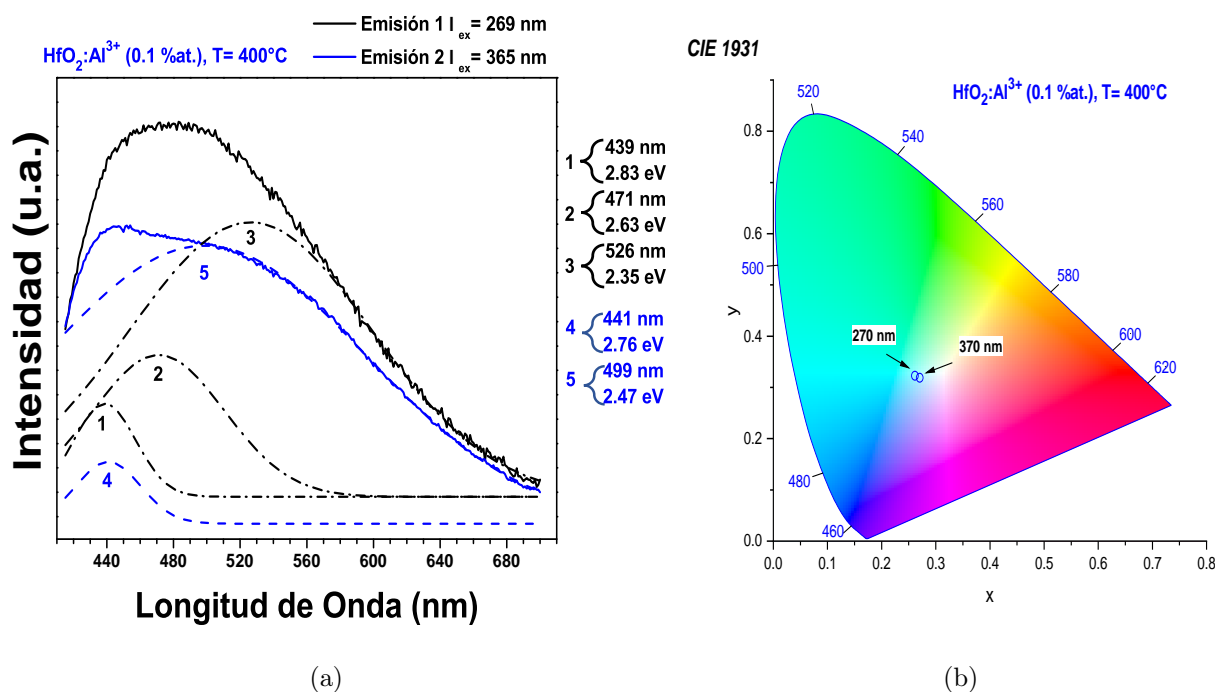 Emisión 1 I ex = 269 nm
HfO2:Al3+ (0.1 %at.), T= 400°C
Emisión 2 I ex = 365 nm
Intensidad (u.a.)
1
439 nm
2.83 eV
2
471 nm
2.63 eV
3
526 nm
2.35 eV
4
441 nm
2.76 eV
5
499 nm
2.47 eV
3
5
2
1
4
440 480 520 560 600 640 680
Longitud de Onda (nm)
(a)
CIE 1931
HfO2:Al3+ (0.1 %at.), T= 400°C
520
540
560
580
600
620
500
480
460
270 nm
370 nm
0.8
0.6
0.4
0.2
0.0
y
0.0 0.1 0.2 0.3 0.4 0.5 0.6 0.7 0.8
x
(b)